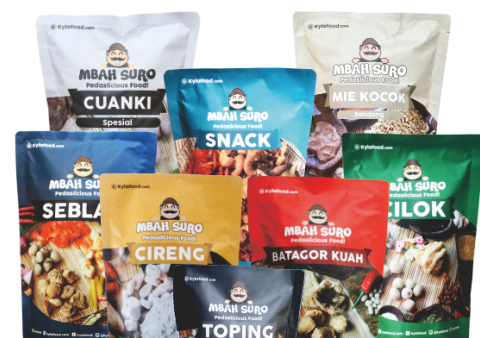 Kylafood.com
MBAH SURO
Pedaslicious Food!
CUANKI
Spesial
Kylafood.com
MBAH SURO
Pedaslicious Food!
MIE KOCOK
Bandung
Kylafood.com
MBAH SURO
Pedaslicious Food!
SNACK
Kylafood.com
MBAH SURO
Pedaslicious Food!
SEBLA
Kylafood.com
MBAH SURO
Pedaslicious Food!
CILOK
Kylafood.com
MBAH SURO
Pedaslicious Food!
CIRENG
Kylafood.com
MBAH SURO
Pedaslicious Food!
BATAGOR KUAH
Kylafood.com
MBAH SURO
Pedaslicious Food!
TOPING